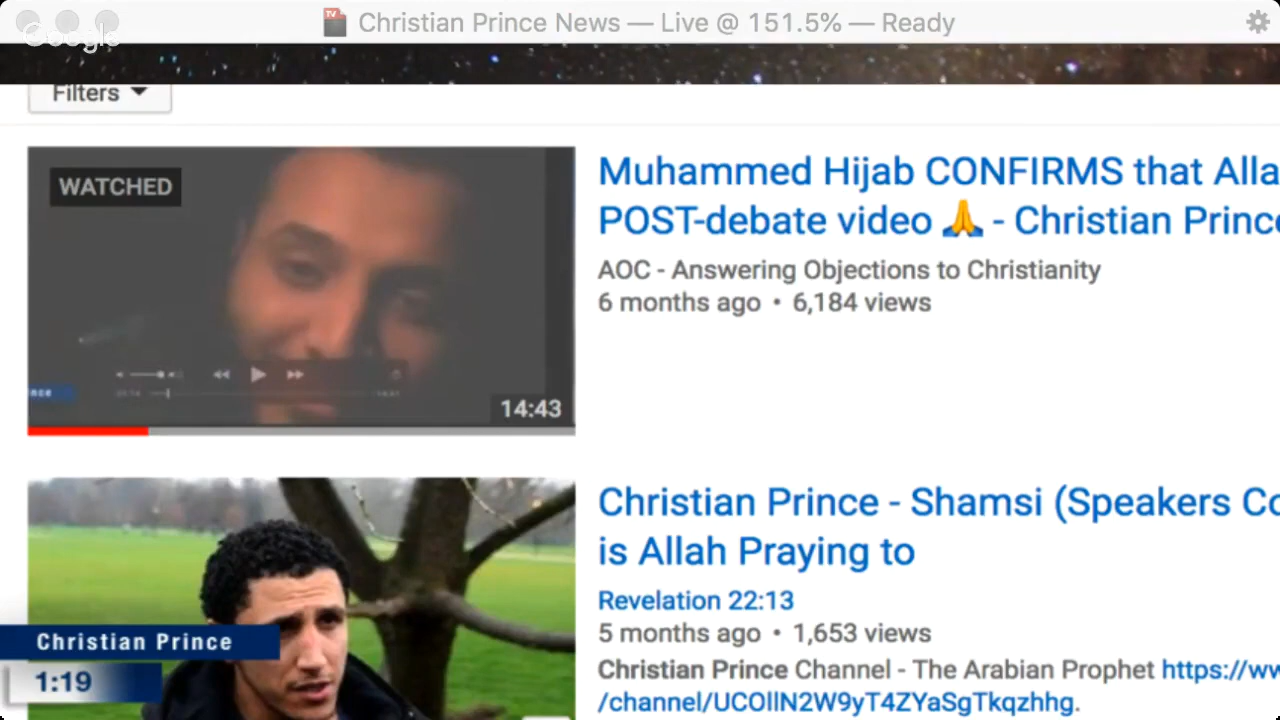 Christian Prince News — Live @ 151.5% — Ready
Google
Filters
WATCHED
Muhammed Hijab CONFIRMS that Alla
POST-debate video 🙏 - Christian Princ
AOC - Answering Objections to Christianity
6 months ago • 6,184 views
14:43
Christian Prince - Shamsi (Speakers Co
is Allah Praying to
Revelation 22:13
5 months ago • 1,653 views
Christian Prince Channel - The Arabian Prophet https://ww
/channel/UCOllN2W9yT4ZYaSgTkqzhhg.
Christian Prince
1:19